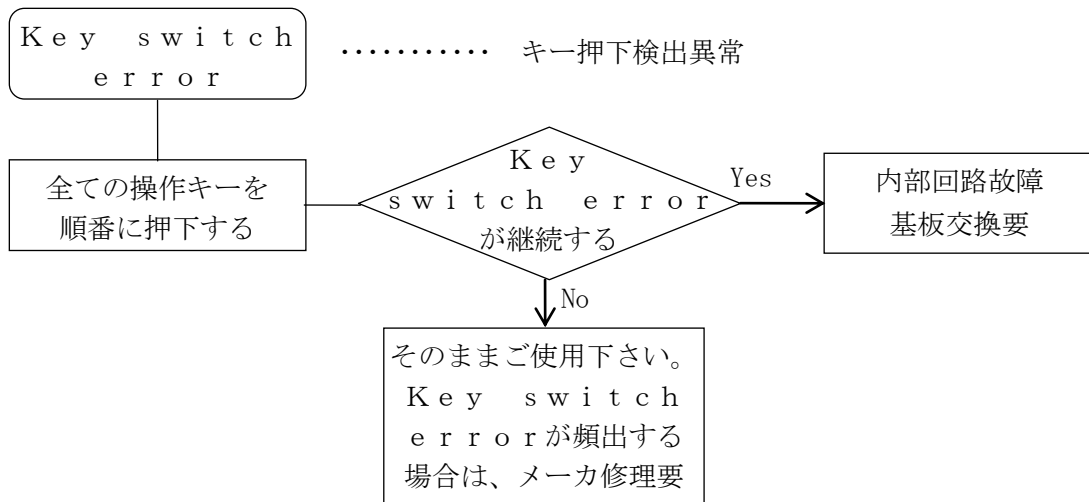 Ｋｅｙ　ｓｗｉｔｃｈ
ｅｒｒｏｒ
‥‥‥‥‥‥　キー押下検出異常
全ての操作キーを
順番に押下する
Ｋｅｙ
ｓｗｉｔｃｈ　ｅｒｒｏｒ
が継続する
Yes
内部回路故障
基板交換要
No
そのままご使用下さい。
Ｋｅｙ　ｓｗｉｔｃｈ
ｅｒｒｏｒが頻出する
場合は、メーカ修理要